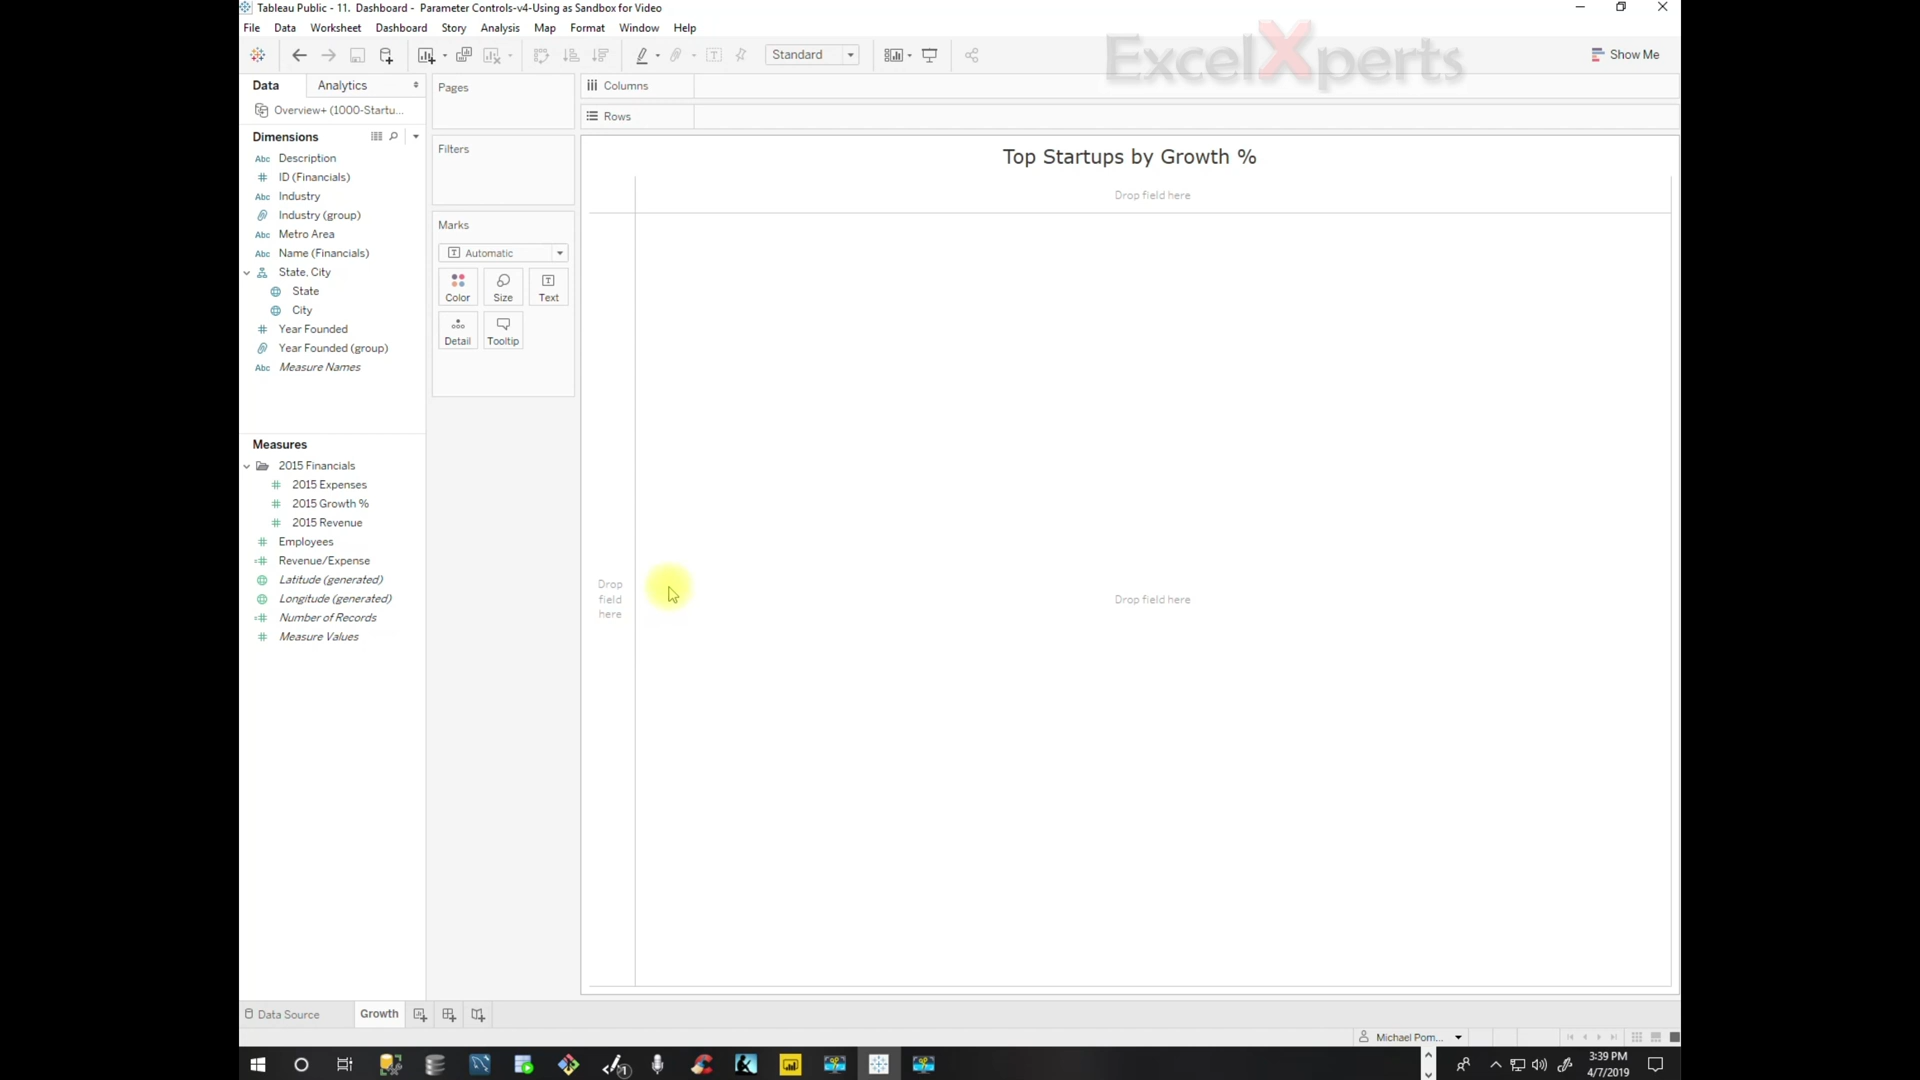 Tableau Public - 11. Dashboard - Parameter Controls-v4-Using as Sandbox for Video
File Data Worksheet Dashboard Story Analysis Map Format Window Help
Standard
ExcelXperts
Show Me
Data Analytics
Pages
Columns
Overview+ (1000-Startu...
Rows
Dimensions
Filters
Abc Description
Top Startups by Growth %
ID (Financials)
Abc Industry
Drop field here
Industry (group)
Marks
Abc Metro Area
Abc Name (Financials)
Automatic
State, City
State
Color Size Text
City
Year Founded
Detail Tooltip
Year Founded (group)
Abc Measure Names
Measures
2015 Financials
2015 Expenses
2015 Growth %
2015 Revenue
Employees
Revenue/Expense
Latitude (generated)
Longitude (generated)
Number of Records
Measure Values
Drop
field
here
Drop field here
Data Source Growth
Michael Pom...
3:39 PM
4/7/2019